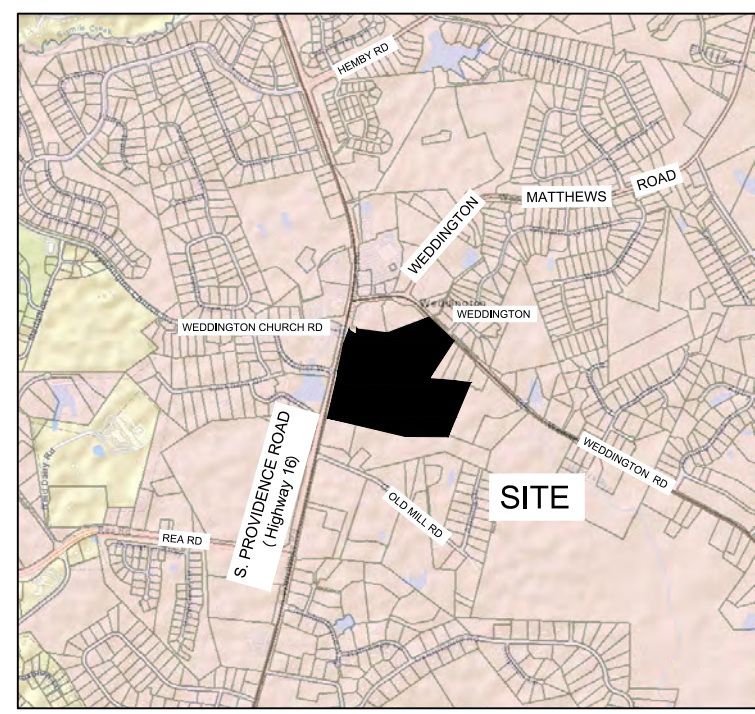 HEMBY RD
WEDDINGTON
MATTHEWS
ROAD
Weddington
WEDDINGTON
WEDDINGTON CHURCH RD
S. PROVIDENCE ROAD
( Highway 16)
WEDDINGTON RD
SITE
OLD MILL RD
REA RD